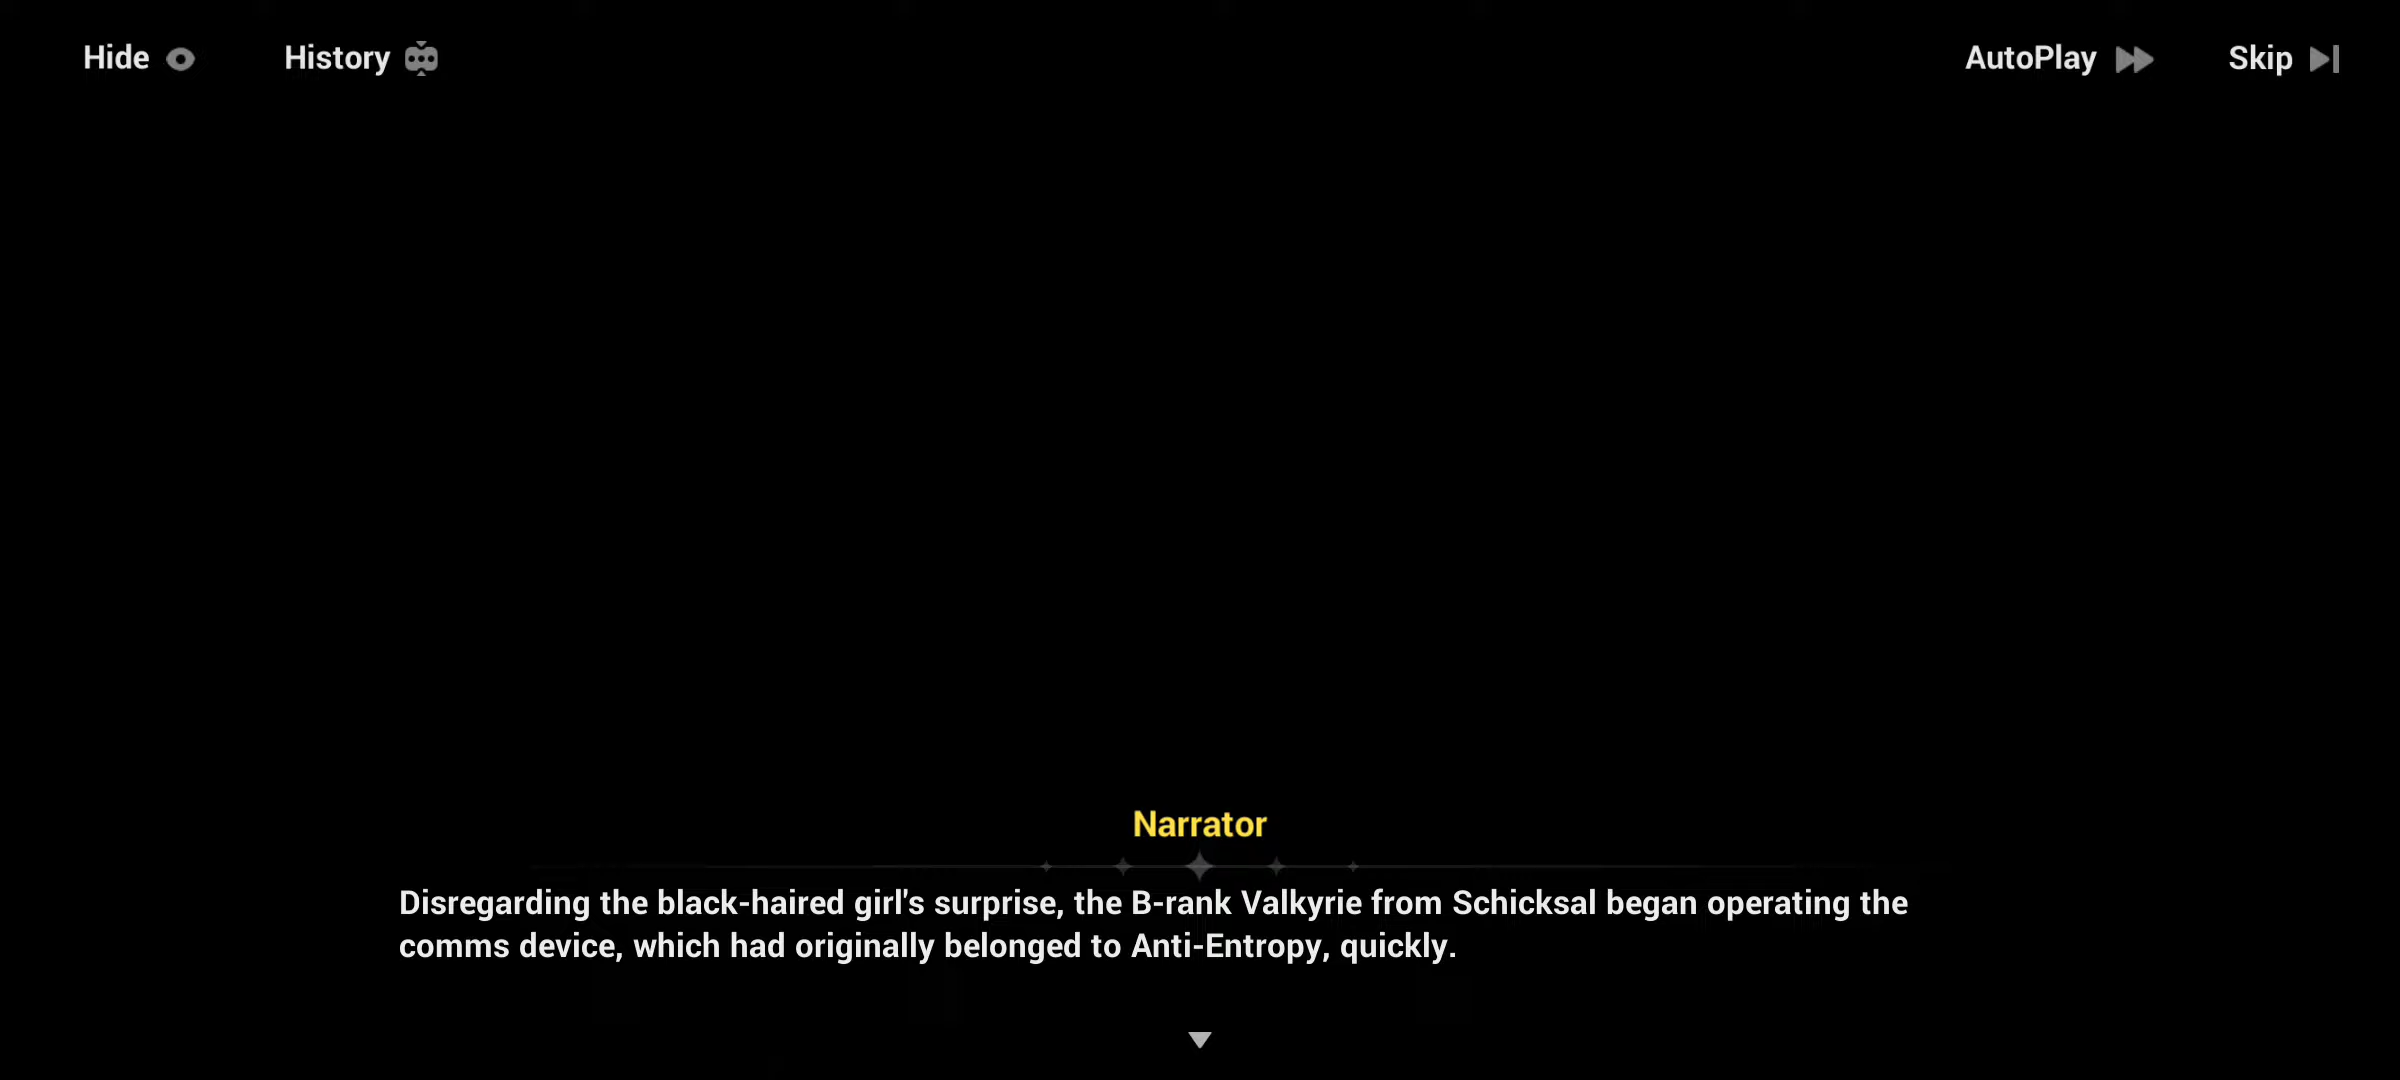 Hide
History
AutoPlay
Skip
Narrator
Disregarding the black-haired girl's surprise, the B-rank Valkyrie from Schicksal began operating the
comms device, which had originally belonged to Anti-Entropy, quickly.